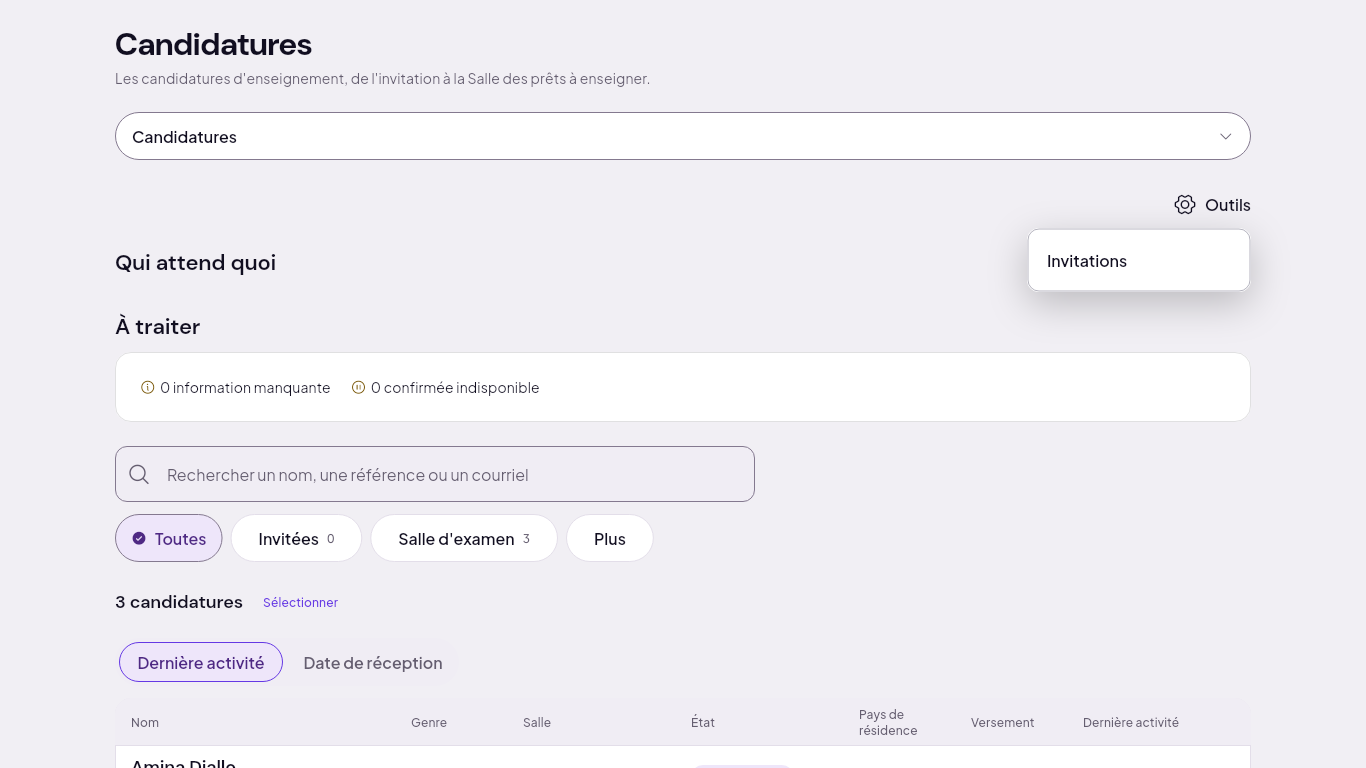 Candidatures
Les candidatures d'enseignement, de l'invitation à la Salle des prêts à enseigner.
Candidatures
Outils
Invitations
Qui attend quoi
À traiter
0 information manquante
0 confirmée indisponible
Rechercher un nom, une référence ou un courriel
Toutes
Invitées 0
Salle d'examen 3
Plus
3 candidatures
Sélectionner
Dernière activité
Date de réception
Nom
Genre
Salle
État
Pays de
résidence
Versement
Dernière activité
Amina Dialle